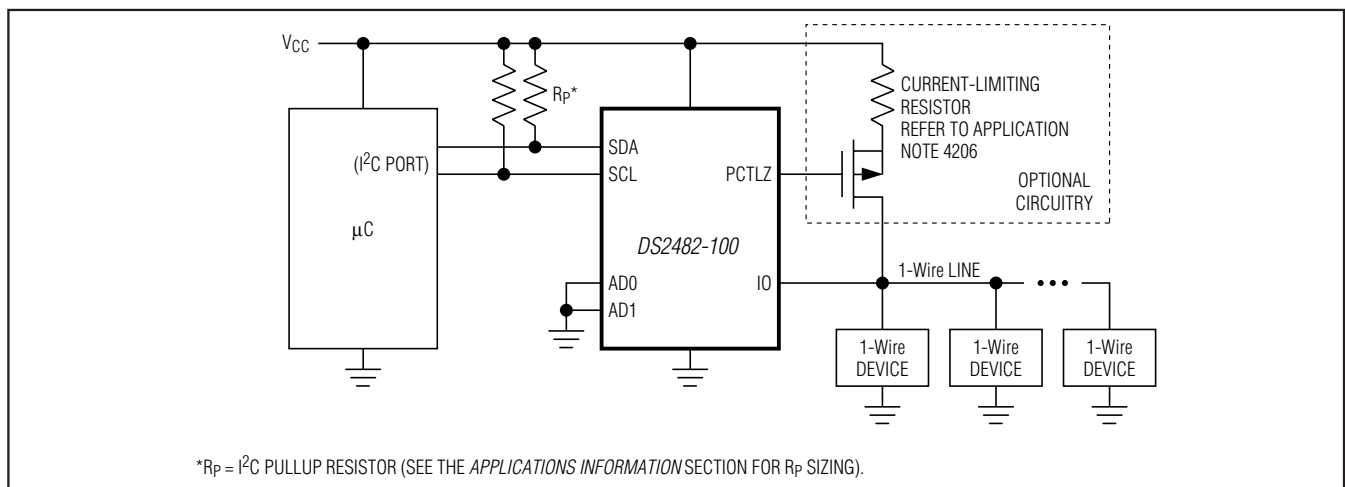 VCC
RP*
CURRENT-LIMITING
RESISTOR
REFER TO APPLICATION
NOTE 4206
OPTIONAL
CIRCUITRY
(I2C PORT)
µC
SDA
SCL
PCTLZ
DS2482-100
AD0
AD1
IO
1-Wire LINE
1-Wire
DEVICE
1-Wire
DEVICE
1-Wire
DEVICE
*RP = I2C PULLUP RESISTOR (SEE THE APPLICATIONS INFORMATION SECTION FOR RP SIZING).